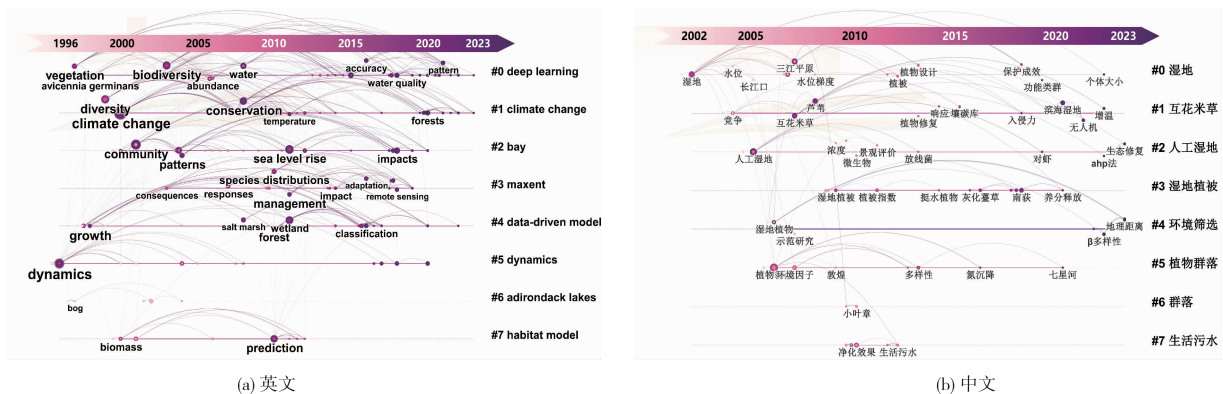 1996 2000 2005 2010 2015 2020 2023
vegetation biodiversity water accuracy pattern #0 deep learning
avicennia germinans abundance water quality
diversity conservation #1 climate change
climate change temperature forests
community sea level rise impacts #2 bay
patterns
species distributions adaptation #3 maxent
consequences responses impact remote sensing
management
growth salt marsh wetland classification #4 data-driven model
forest
dynamics #5 dynamics
bog #6 adirondack lakes
biomass prediction #7 habitat model
(a) 英文
2002 2005 2010 2015 2020 2023
湿地 水位 三江平原 植物设计 保护成效 #0 湿地
长江口 水位梯度 植被 功能类群 个体大小
芦苇 响应 壤碳库 滨海湿地 增温 #1 互花米草
竞争 互花米草 植物修复 入侵力 无人机
浓度 景观评价 生态修复 #2 人工湿地
人工湿地 微生物 放线菌 对虾 ahp法
湿地植被 植被指数 挺水植物 灰化薹草 南荻 养分释放 #3 湿地植被
湿地植物 地理距离 #4 环境筛选
示范研究 β多样性
植物 环境因子 敦煌 多样性 氮沉降 七星河 #5 植物群落
小叶章 #6 群落
净化效果 生活污水 #7 生活污水
(b) 中文